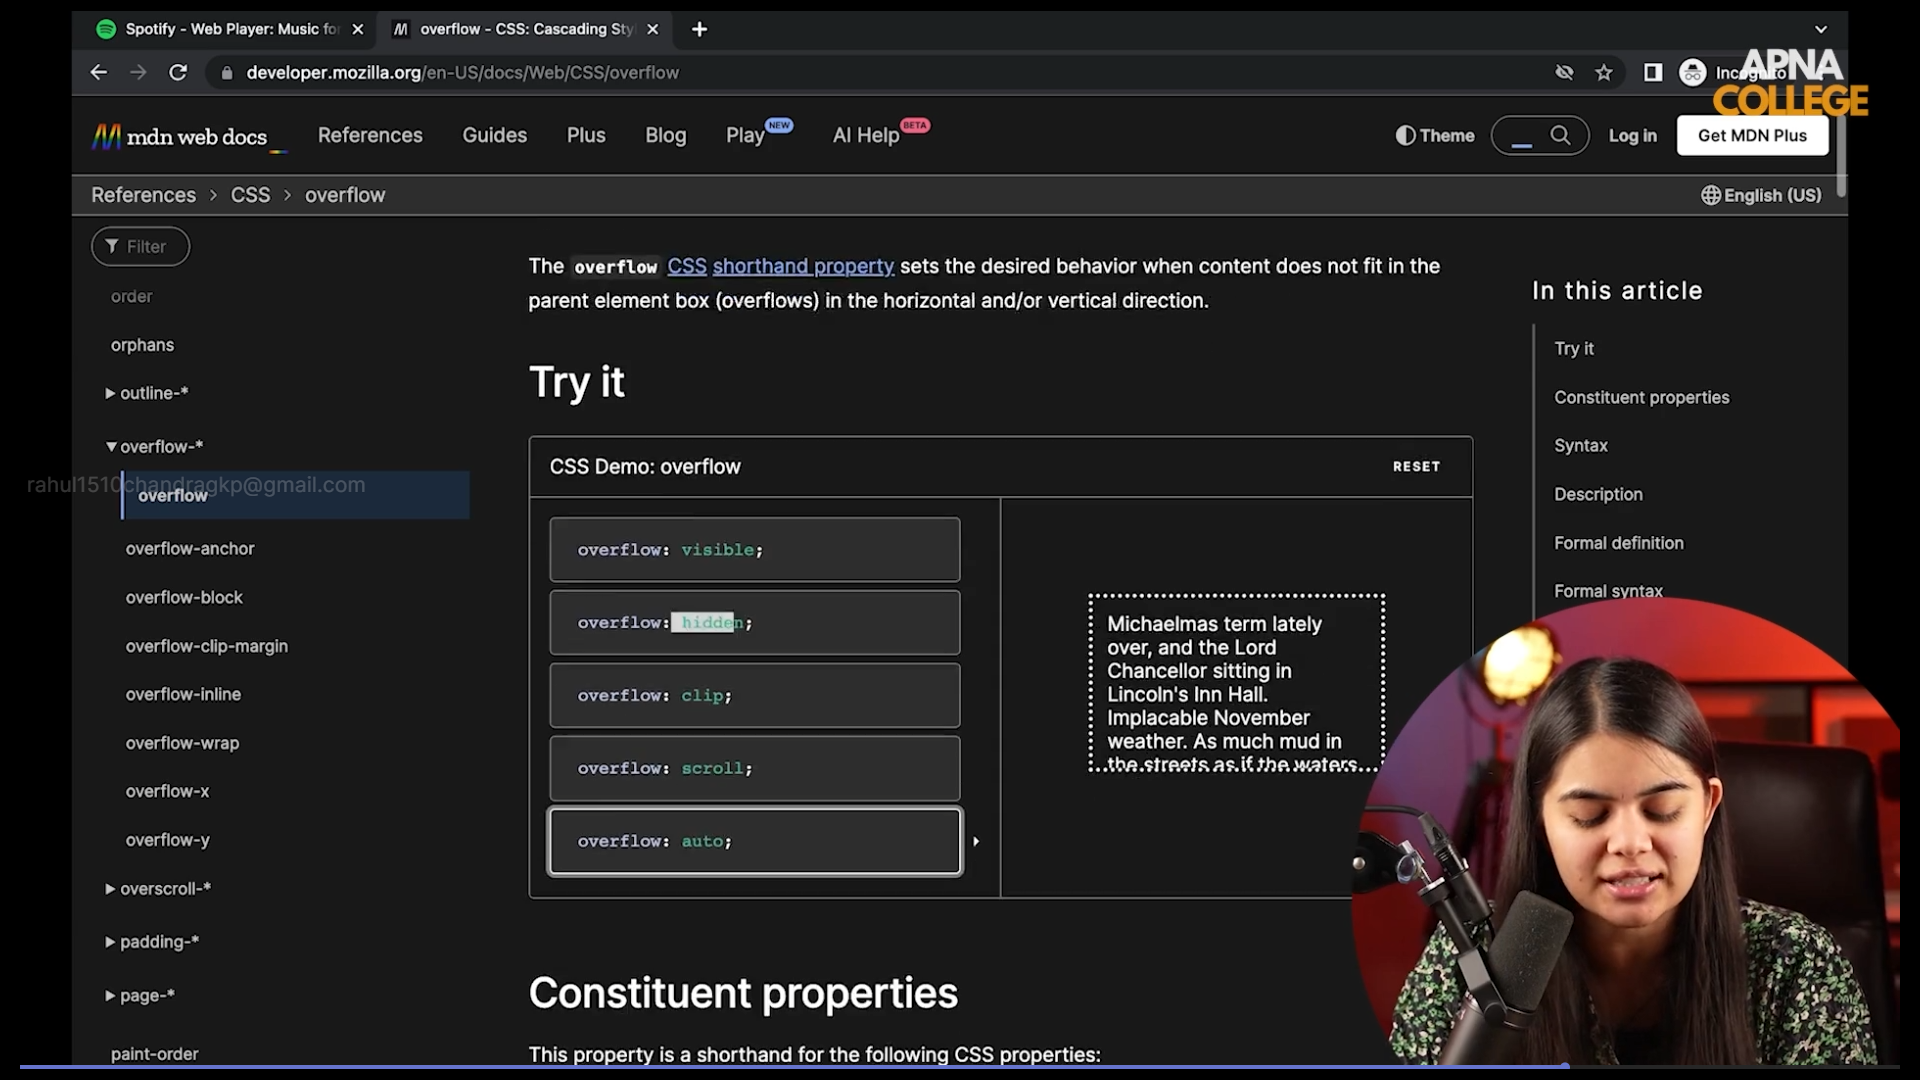 Spotify - Web Player: Music for
overflow - CSS: Cascading Sty
developer.mozilla.org/en-US/docs/Web/CSS/overflow
Incognito
APNA
COLLEGE
mdn web docs
References
Guides
Plus
Blog
Play NEW
AI Help BETA
Theme
Log in
Get MDN Plus
References > CSS > overflow
English (US)
Filter
order
orphans
outline-*
overflow-*
rahul1510chandragkp@gmail.com
overflow
overflow-anchor
overflow-block
overflow-clip-margin
overflow-inline
overflow-wrap
overflow-x
overflow-y
overscroll-*
padding-*
page-*
paint-order
The overflow CSS shorthand property sets the desired behavior when content does not fit in the
parent element box (overflows) in the horizontal and/or vertical direction.
Try it
CSS Demo: overflow
RESET
overflow: visible;
overflow: hidden;
overflow: clip;
overflow: scroll;
overflow: auto;
Michaelmas term lately
over, and the Lord
Chancellor sitting in
Lincoln's Inn Hall.
Implacable November
weather. As much mud in
the streets as if the waters
Constituent properties
This property is a shorthand for the following CSS properties:
In this article
Try it
Constituent properties
Syntax
Description
Formal definition
Formal syntax